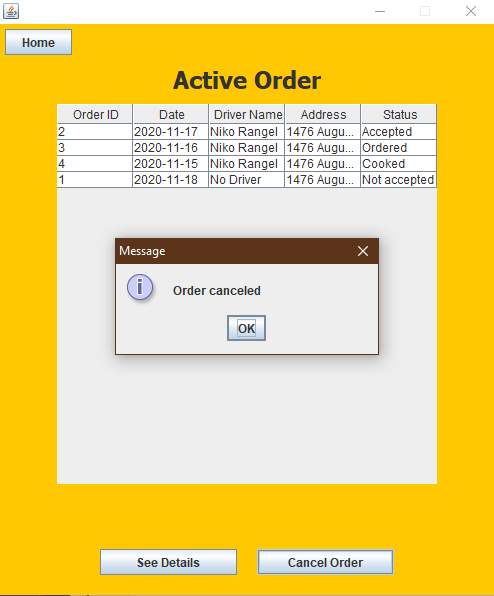 Home
Active Order
Order ID Date Driver Name Address Status
2 2020-11-17 Niko Rangel 1476 Augu... Accepted
3 2020-11-16 Niko Rangel 1476 Augu... Ordered
4 2020-11-15 Niko Rangel 1476 Augu... Cooked
1 2020-11-18 No Driver 1476 Augu... Not accepted
Message
Order canceled
OK
See Details Cancel Order